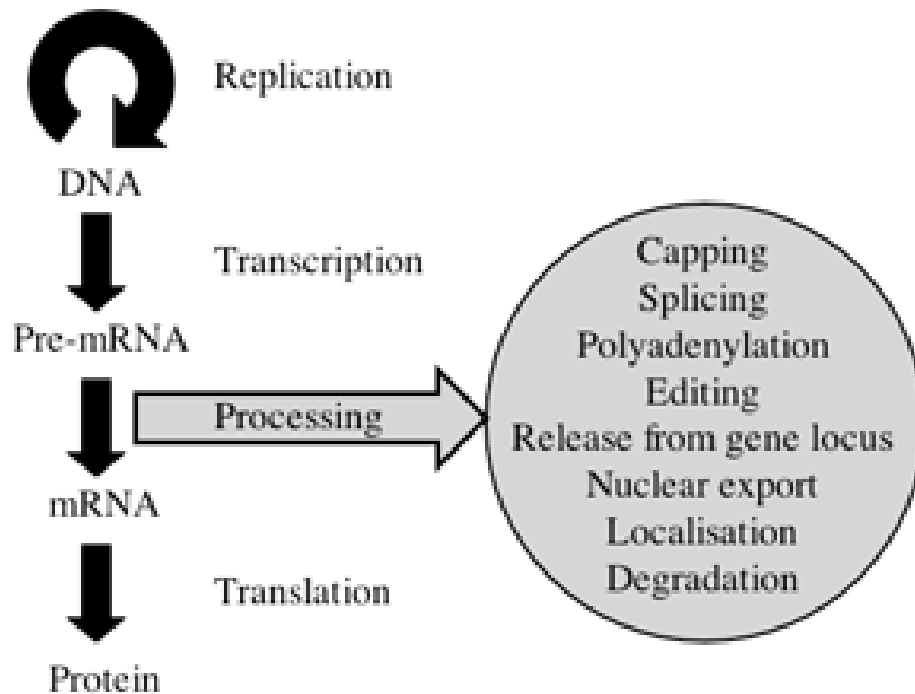 Replication
DNA
Transcription
Pre-mRNA
Processing
mRNA
Translation
Protein
Capping
Splicing
Polyadenylation
Editing
Release from gene locus
Nuclear export
Localisation
Degradation